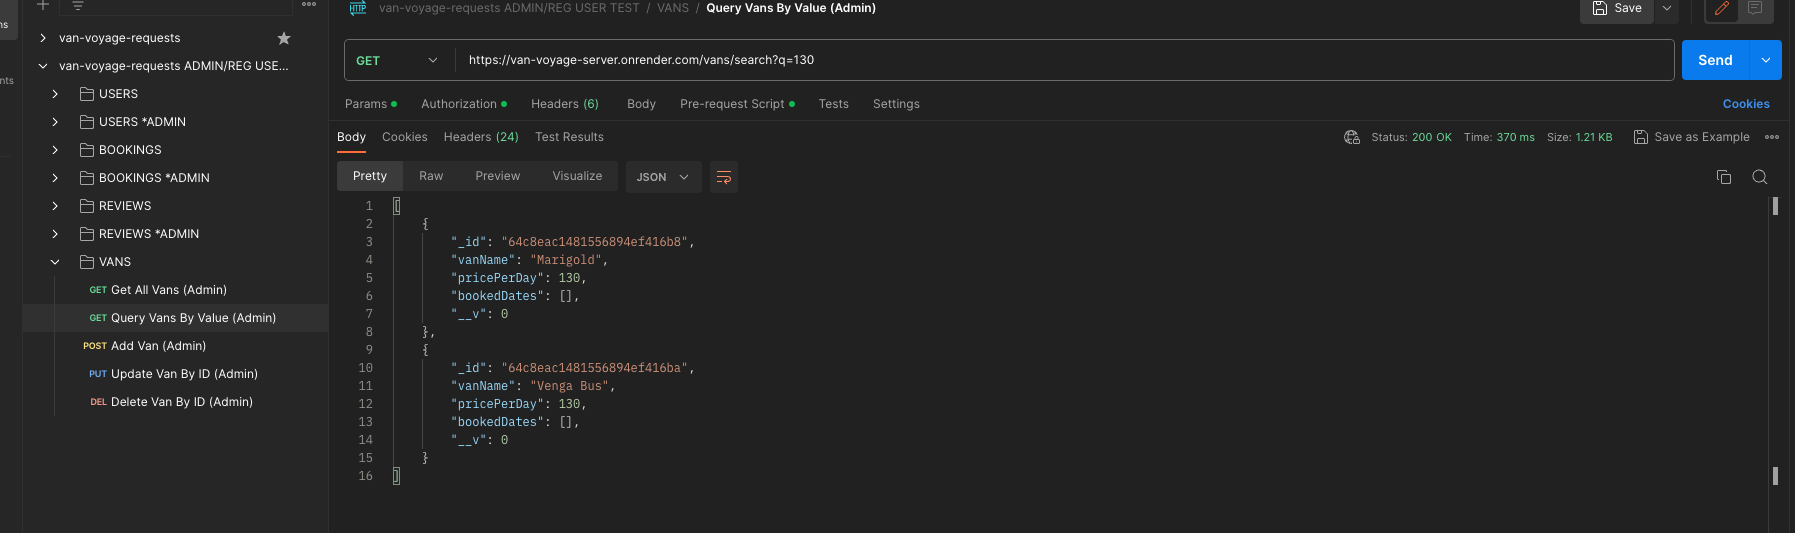 HTTP van-voyage-requests ADMIN/REG USER TEST / VANS / Query Vans By Value (Admin) Save
ns
nts
van-voyage-requests
van-voyage-requests ADMIN/REG USE...
USERS
USERS *ADMIN
BOOKINGS
BOOKINGS *ADMIN
REVIEWS
REVIEWS *ADMIN
VANS
GET Get All Vans (Admin)
GET Query Vans By Value (Admin)
POST Add Van (Admin)
PUT Update Van By ID (Admin)
DEL Delete Van By ID (Admin)
GET https://van-voyage-server.onrender.com/vans/search?q=130 Send
Params Authorization Headers (6) Body Pre-request Script Tests Settings Cookies
Body Cookies Headers (24) Test Results Status: 200 OK Time: 370 ms Size: 1.21 KB Save as Example
Pretty Raw Preview Visualize JSON
1 [
2 {
3 "_id": "64c8eac1481556894ef416b8",
4 "vanName": "Marigold",
5 "pricePerDay": 130,
6 "bookedDates": [],
7 "__v": 0
8 },
9 {
10 "_id": "64c8eac1481556894ef416ba",
11 "vanName": "Venga Bus",
12 "pricePerDay": 130,
13 "bookedDates": [],
14 "__v": 0
15 }
16 ]